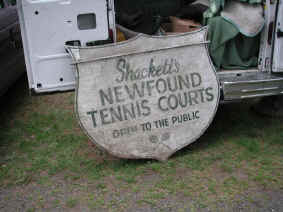 Shackett's
NEWFOUND
TENNIS COURTS
OPEN TO THE PUBLIC